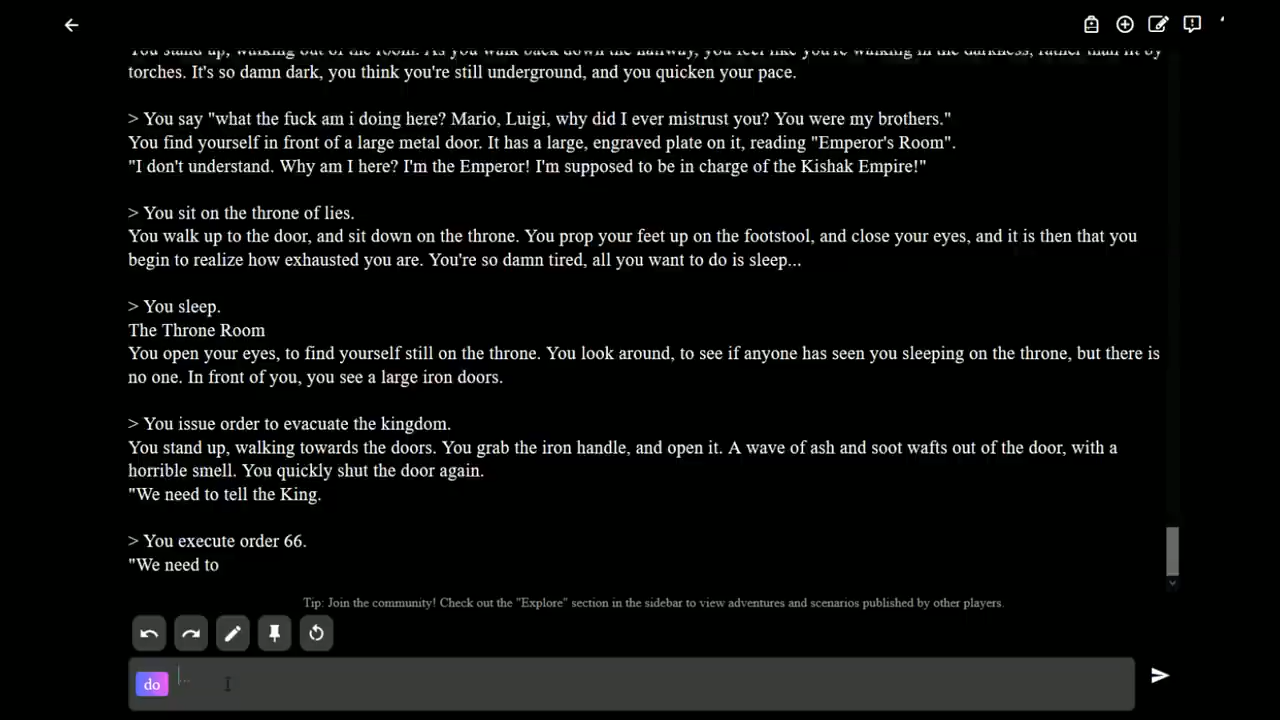 You stand up, walking out of the room. As you walk back down the hallway, you feel like you're walking in the darkness, rather than lit by
torches. It's so damn dark, you think you're still underground, and you quicken your pace.
> You say "what the fuck am i doing here? Mario, Luigi, why did I ever mistrust you? You were my brothers."
You find yourself in front of a large metal door. It has a large, engraved plate on it, reading "Emperor's Room".
"I don't understand. Why am I here? I'm the Emperor! I'm supposed to be in charge of the Kishak Empire!"
> You sit on the throne of lies.
You walk up to the door, and sit down on the throne. You prop your feet up on the footstool, and close your eyes, and it is then that you
begin to realize how exhausted you are. You're so damn tired, all you want to do is sleep...
> You sleep.
The Throne Room
You open your eyes, to find yourself still on the throne. You look around, to see if anyone has seen you sleeping on the throne, but there is
no one. In front of you, you see a large iron doors.
> You issue order to evacuate the kingdom.
You stand up, walking towards the doors. You grab the iron handle, and open it. A wave of ash and soot wafts out of the door, with a
horrible smell. You quickly shut the door again.
"We need to tell the King.
> You execute order 66.
"We need to
Tip: Join the community! Check out the "Explore" section in the sidebar to view adventures and scenarios published by other players.
do ...